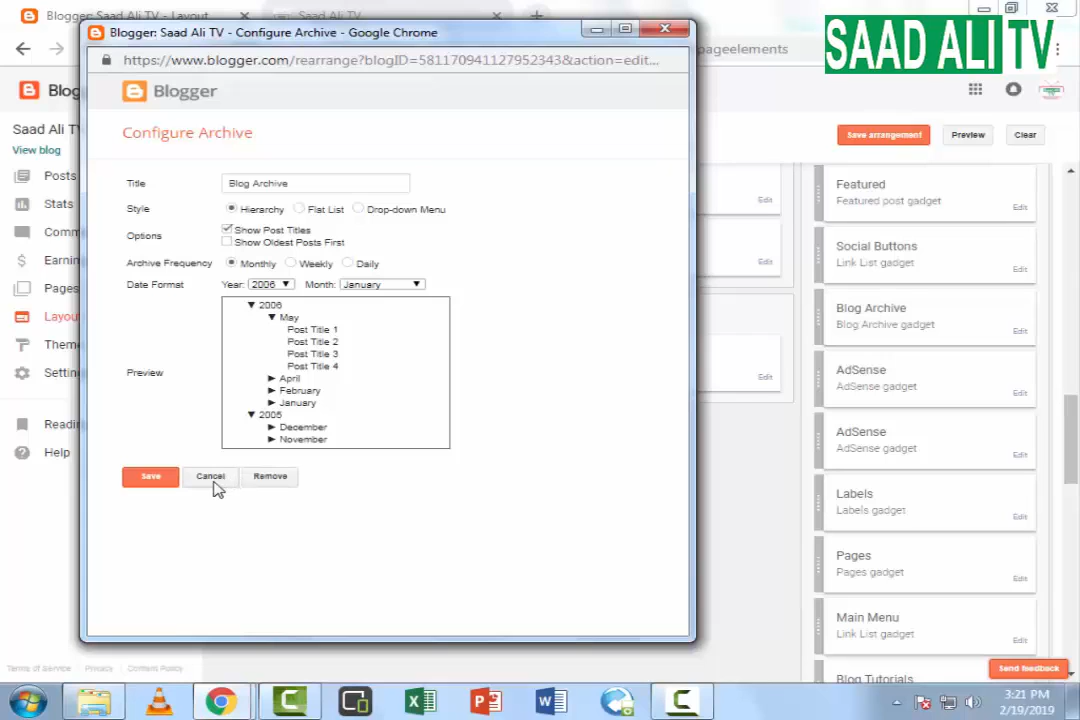 Blogger: Saad Ali TV - Layout
Saad Ali TV
Blogger: Saad Ali TV - Configure Archive - Google Chrome
https://www.blogger.com/rearrange?blogID=581170941127952343&action=edit...
pageelements
SAAD ALI TV
Blogger
Configure Archive
Title
Blog Archive
Style
Hierarchy
Flat List
Drop-down Menu
Options
Show Post Titles
Show Oldest Posts First
Archive Frequency
Monthly
Weekly
Daily
Date Format
Year: 2006
Month: January
Preview
2006
May
Post Title 1
Post Title 2
Post Title 3
Post Title 4
April
February
January
2005
December
November
Save
Cancel
Remove
Blog
Saad Ali TV
View blog
Posts
Stats
Comm
Earnin
Pages
Layou
Theme
Settin
Readin
Help
Terms of Service
Privacy
Content Policy
Save arrangement
Preview
Clear
Edit
Edit
Edit
Featured
Featured post gadget
Edit
Social Buttons
Link List gadget
Edit
Blog Archive
Blog Archive gadget
Edit
AdSense
AdSense gadget
Edit
AdSense
AdSense gadget
Edit
Labels
Labels gadget
Edit
Pages
Pages gadget
Edit
Main Menu
Link List gadget
Edit
Blog Tutorials
Send feedback
3:21 PM
2/19/2019